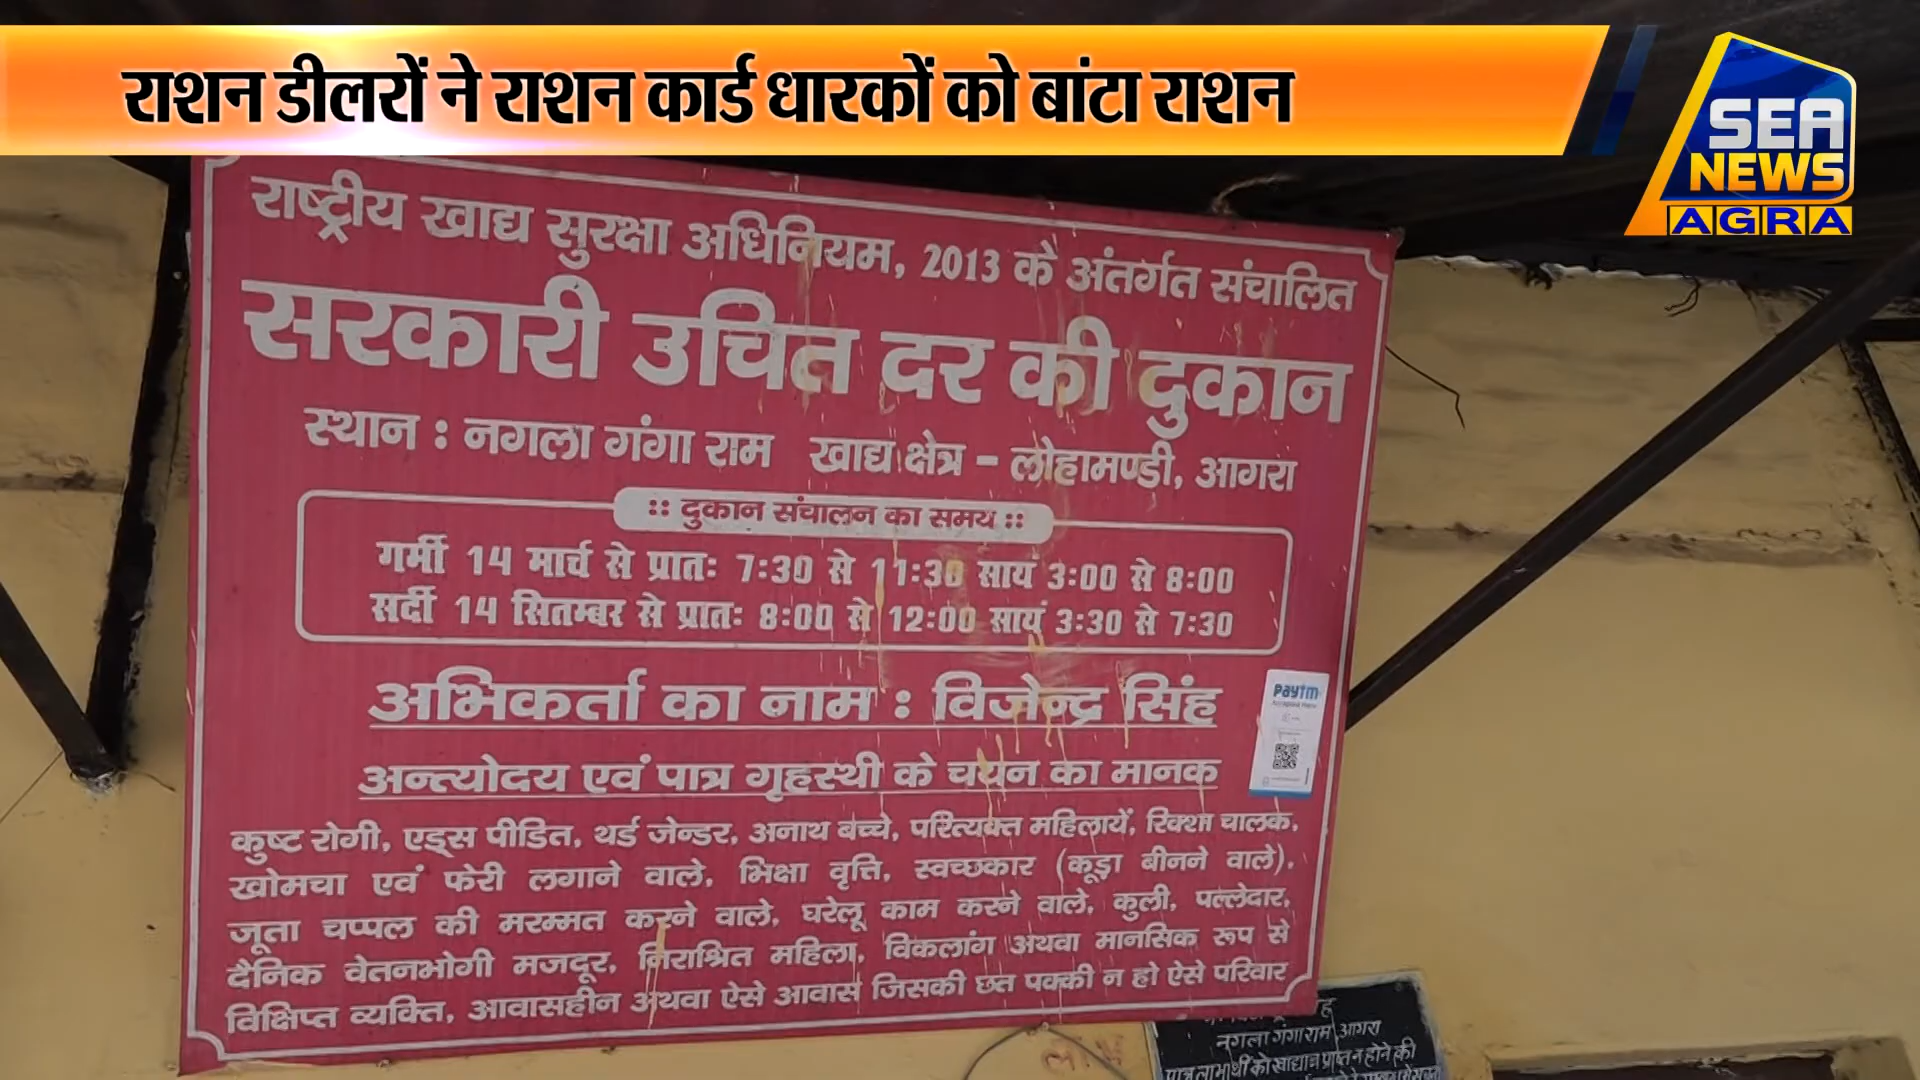 राशन डीलरों ने राशन कार्ड धारकों को बांटा राशन
SEA
NEWS
AGRA
राष्ट्रीय खाद्य सुरक्षा अधिनियम, 2013 के अंतर्गत संचालित
सरकारी उचित दर की दुकान
स्थान : नगला गंगा राम खाद्य क्षेत्र - लोहामण्डी, आगरा
:: दुकान संचालन का समय ::
गर्मी 14 मार्च से प्रातः 7:30 से 11:30 सायं 3:00 से 8:00
सर्दी 14 सितम्बर से प्रातः 8:00 से 12:00 सायं 3:30 से 7:30
अभिकर्ता का नाम : विजेन्द्र सिंह
Paytm
अन्त्योदय एवं पात्र गृहस्थी के चयन का मानक
कुष्ट रोगी, एड्स पीडित, थर्ड जेन्डर, अनाथ बच्चे, परित्यक्त महिलायें, रिक्शा चालक,
खोमचा एवं फेरी लगाने वाले, भिक्षा वृत्ति, स्वच्छकार (कूड़ा बीनने वाले),
जूता चप्पल की मरम्मत करने वाले, घरेलू काम करने वाले, कुली, पल्लेदार,
दैनिक वेतनभोगी मजदूर, निराश्रित महिला, विकलांग अथवा मानसिक रूप से
विक्षिप्त व्यक्ति, आवासहीन अथवा ऐसे आवास जिसकी छत पक्की न हो ऐसे परिवार
नगला गंगा राम, आगरा
पात्र लाभार्थी को खाद्यान्न प्राप्त न होने की